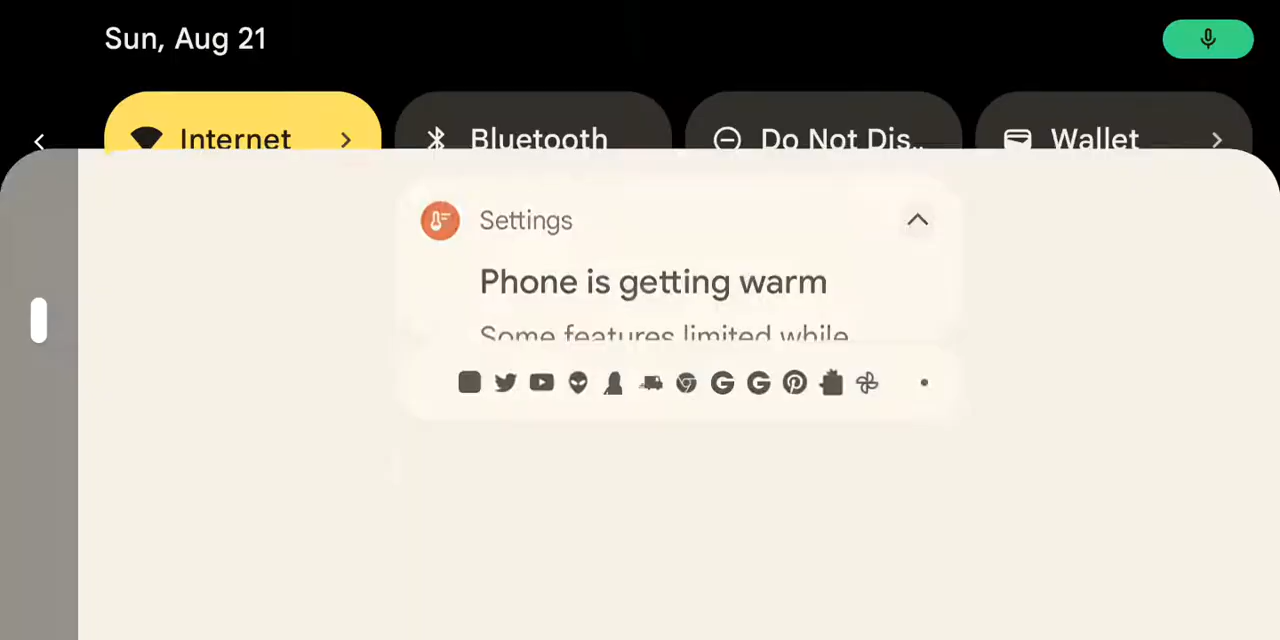 Sun, Aug 21
Internet
Bluetooth
Do Not Dis..
Wallet
Settings
Phone is getting warm
Some features limited while